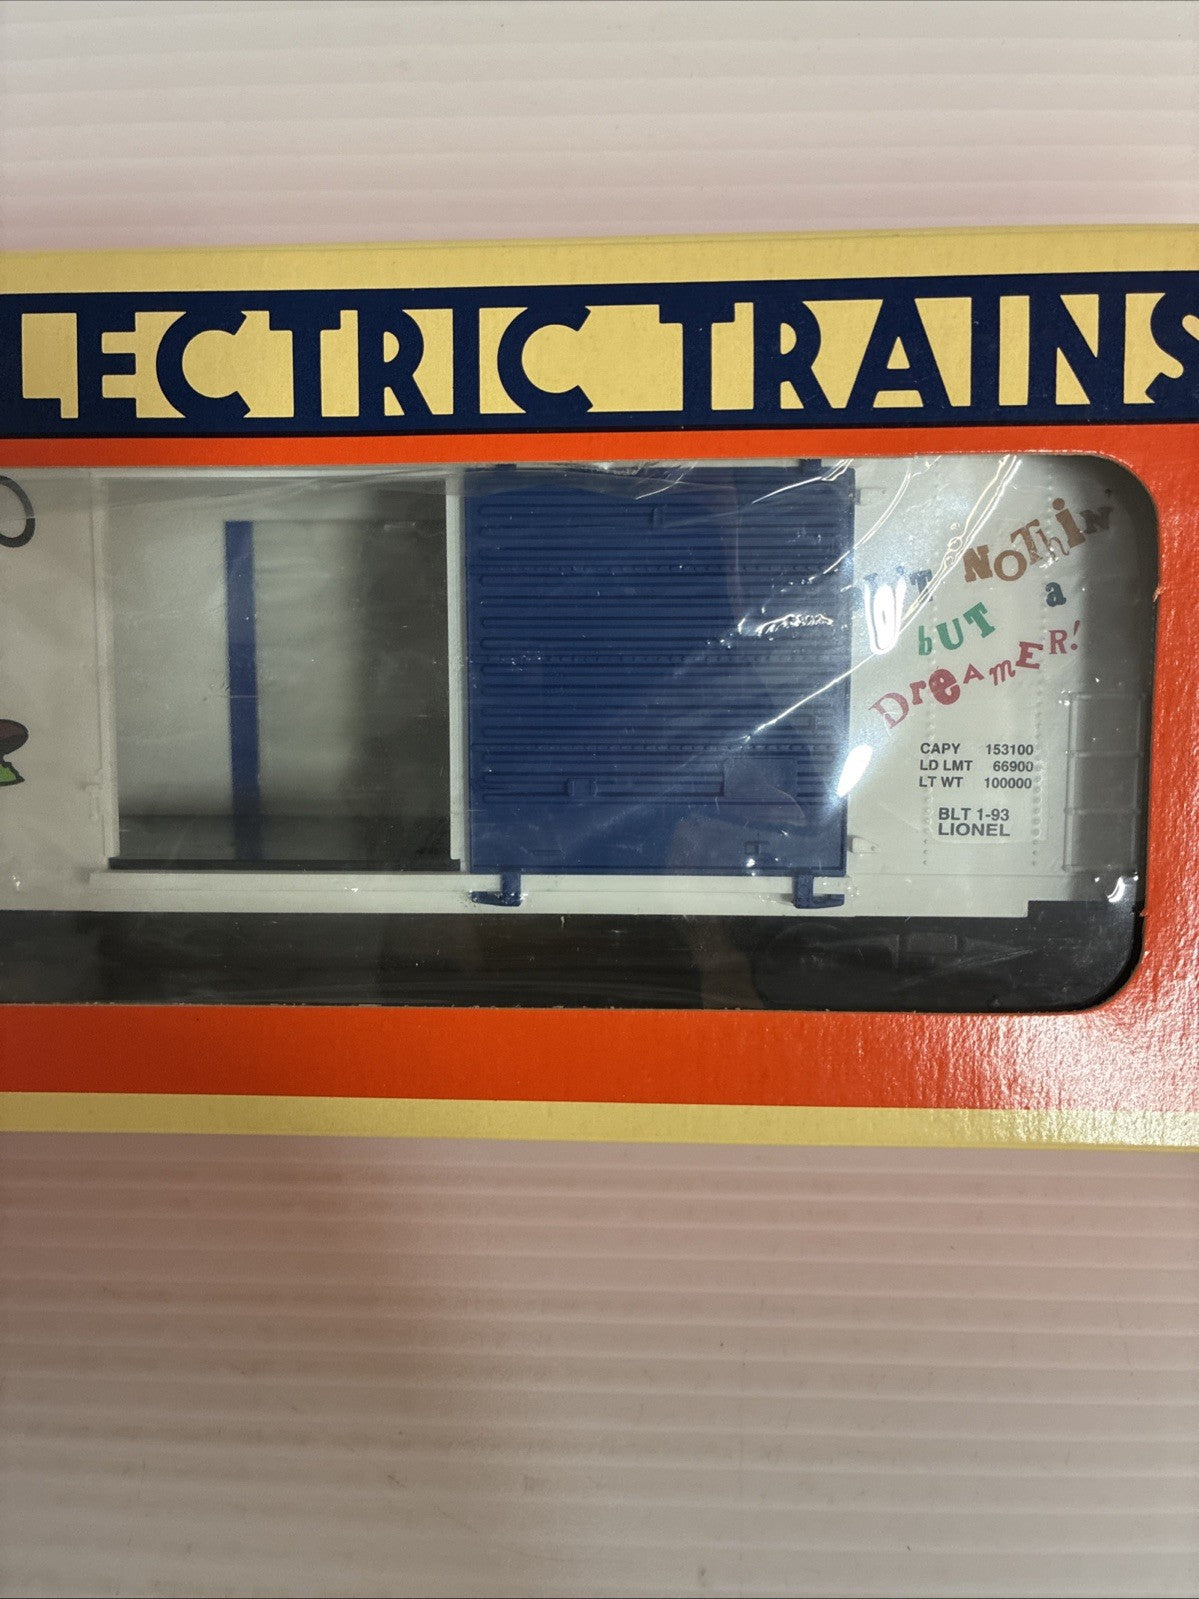 LECTRIC TRAINS
NOThiN'
bUT a
DreAmER!
CAPY 153100
LD LMT 66900
LT WT 100000
BLT 1-93
LIONEL